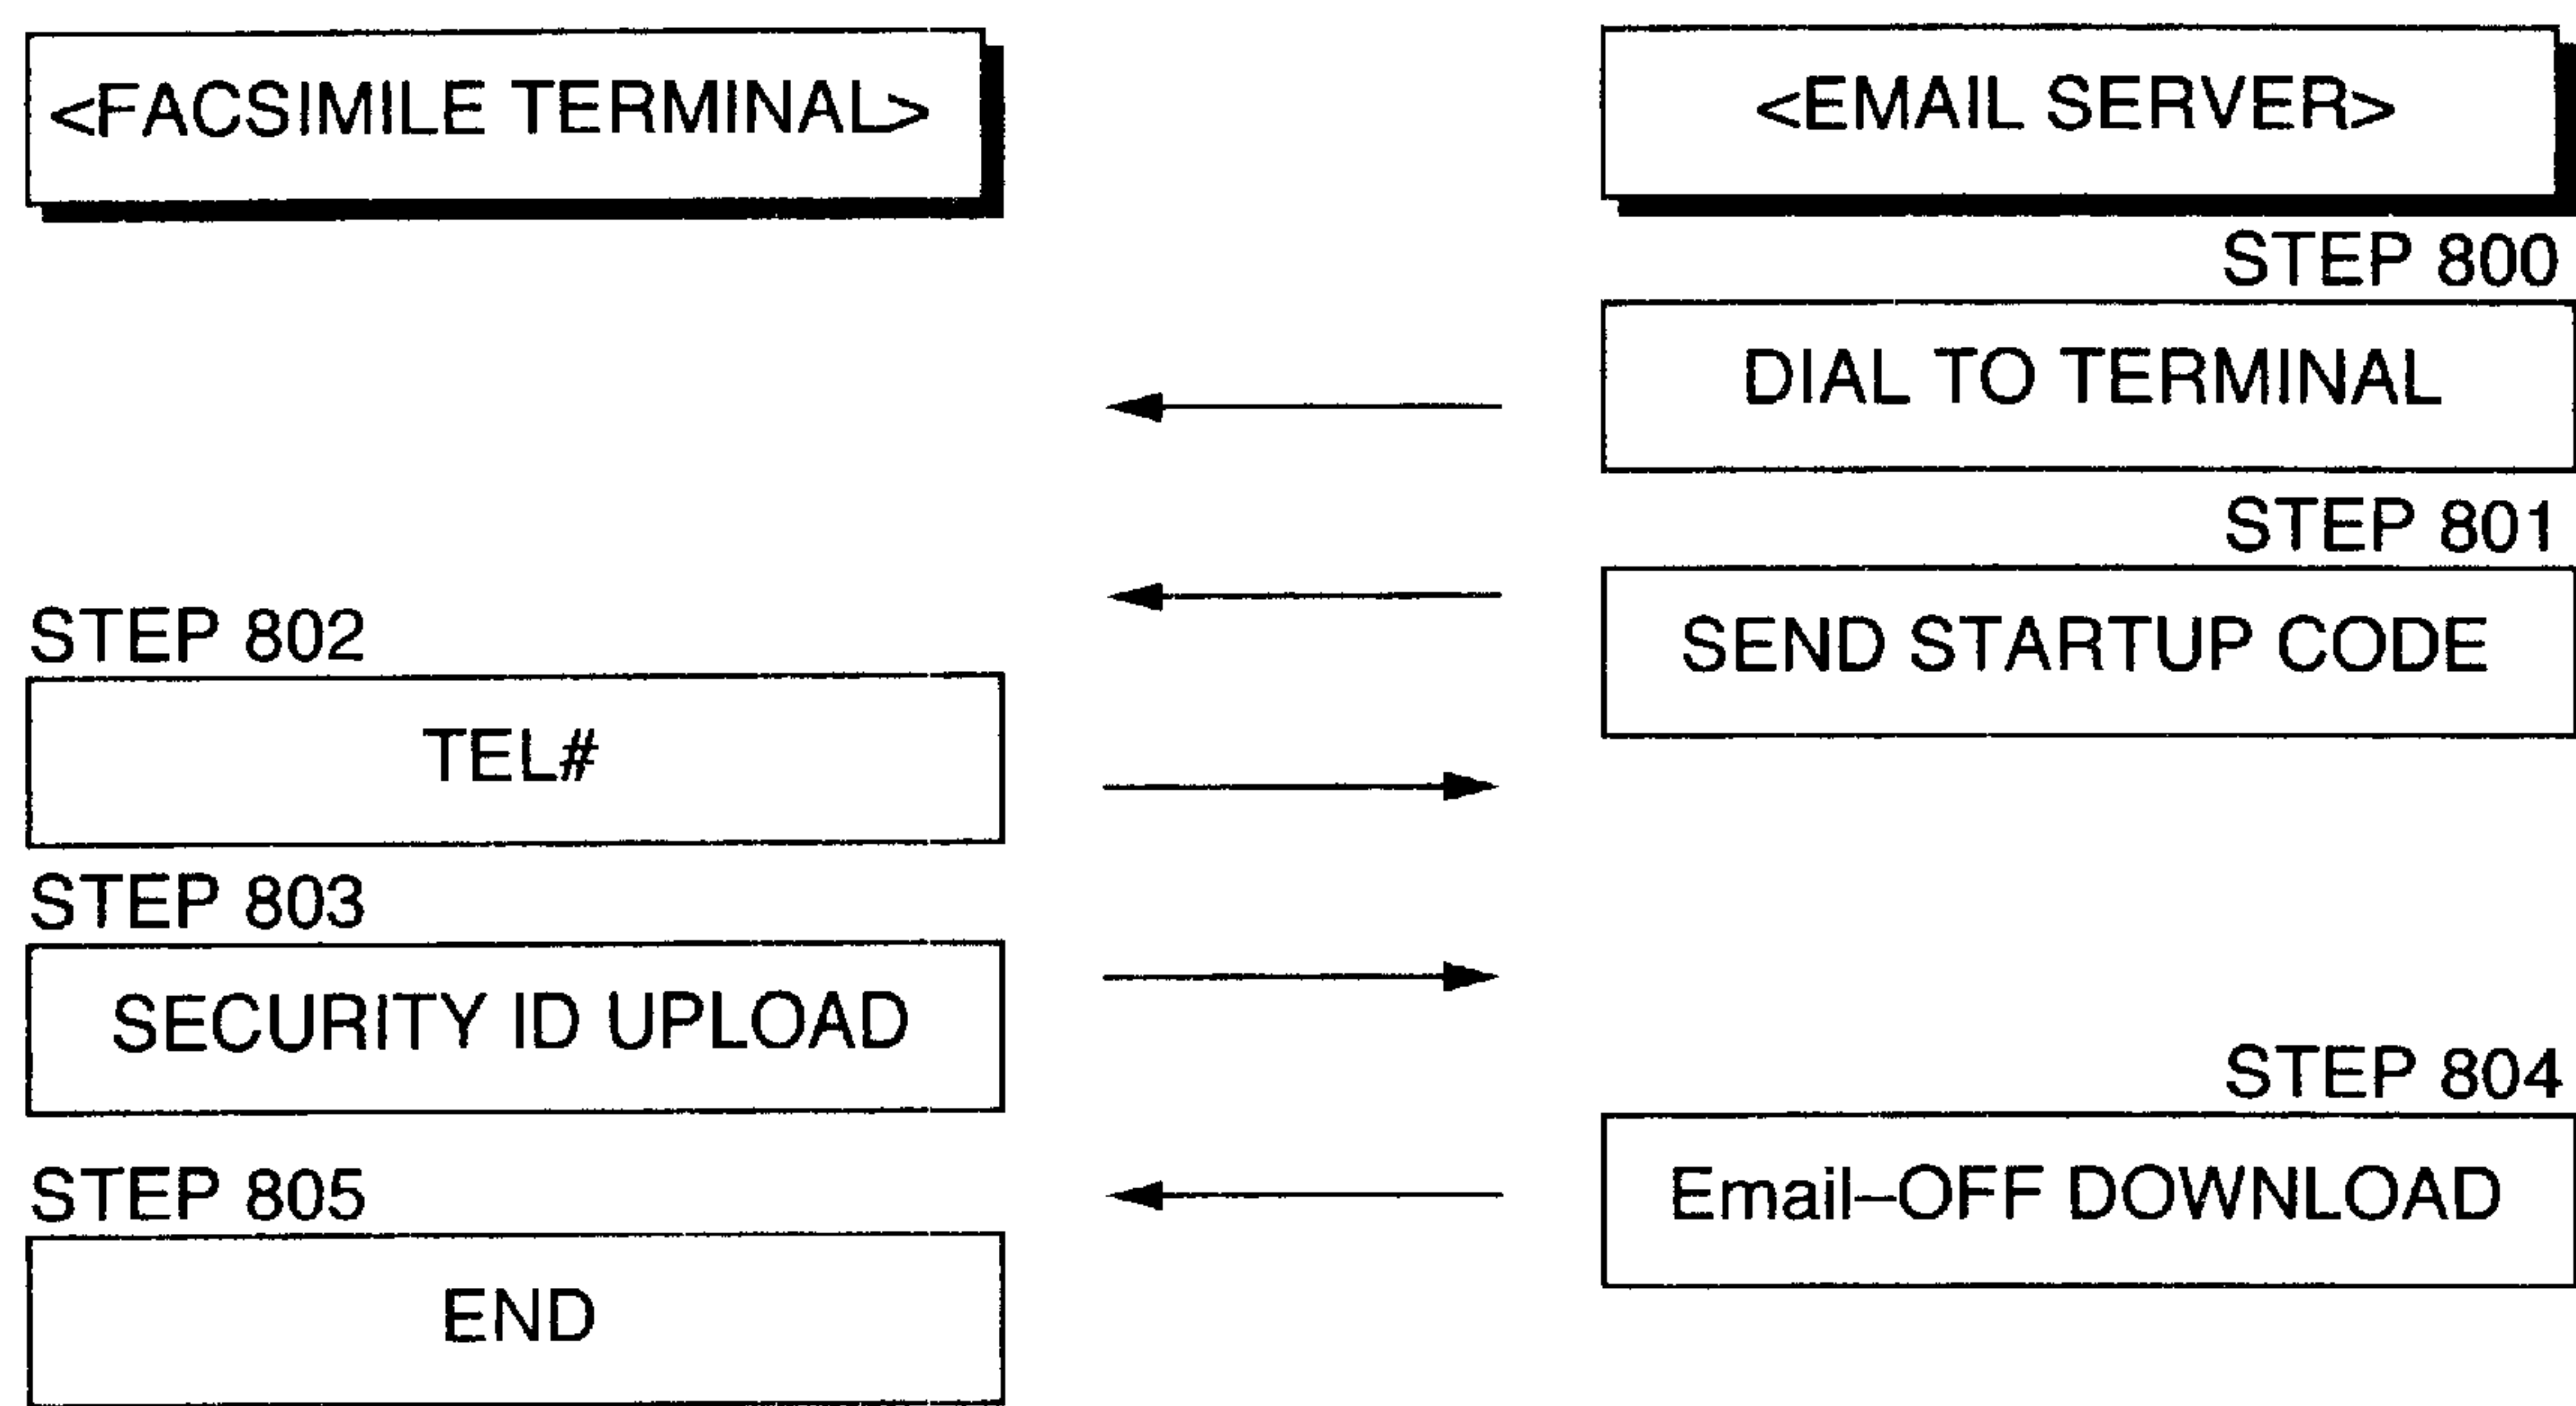 <FACSIMILE TERMINAL>
<EMAIL SERVER>
STEP 800
DIAL TO TERMINAL
STEP 801
SEND STARTUP CODE
STEP 802
TEL#
STEP 803
SECURITY ID UPLOAD
STEP 804
Email–OFF DOWNLOAD
STEP 805
END